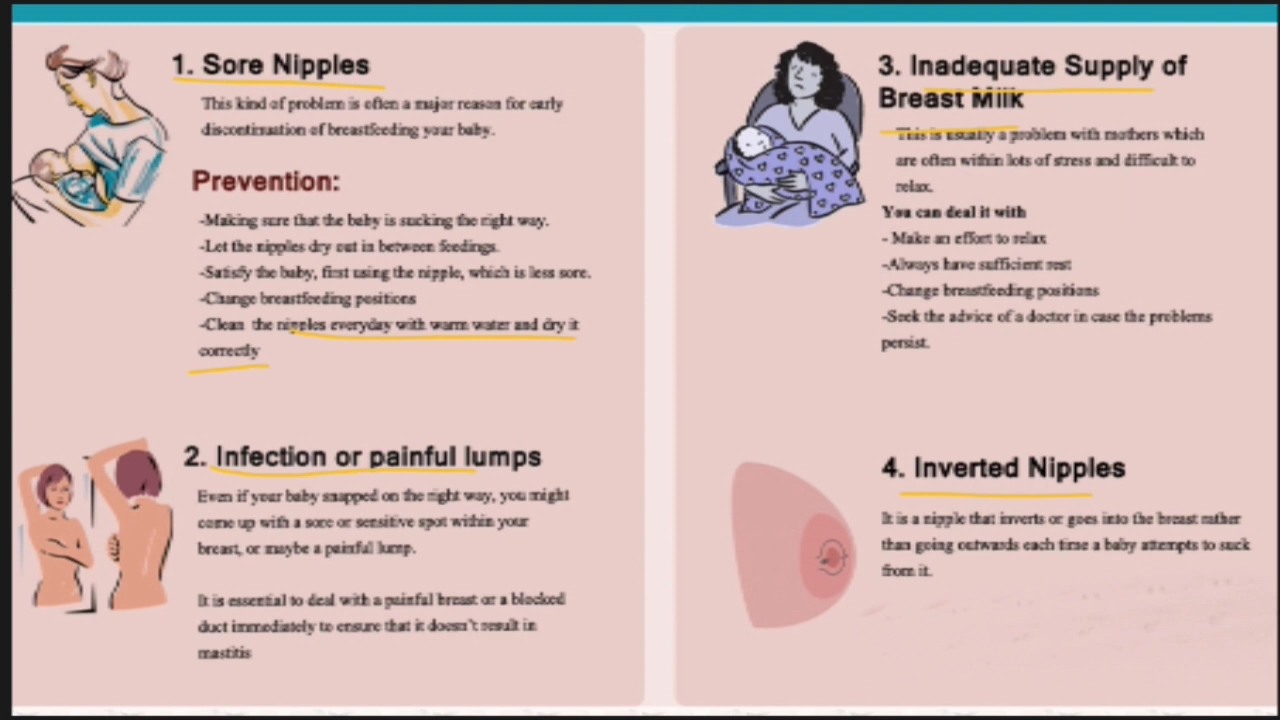 1. Sore Nipples
This kind of problem is often a major reason for early
discontinuation of breastfeeding your baby.
Prevention:
-Making sure that the baby is sucking the right way.
-Let the nipples dry out in between feedings.
-Satisfy the baby, first using the nipple, which is less sore.
-Change breastfeeding positions
-Clean the nipples everyday with warm water and dry it
correctly
2. Infection or painful lumps
Even if your baby snapped on the right way, you might
come up with a sore or sensitive spot within your
breast, or maybe a painful lump.
It is essential to deal with a painful breast or a blocked
duct immediately to ensure that it doesn't result in
mastitis
3. Inadequate Supply of
Breast Milk
This is usually a problem with mothers which
are often within lots of stress and difficult to
relax.
You can deal it with
- Make an effort to relax
-Always have sufficient rest
-Change breastfeeding positions
-Seek the advice of a doctor in case the problems
persist.
4. Inverted Nipples
It is a nipple that inverts or goes into the breast rather
than going outwards each time a baby attempts to suck
from it.